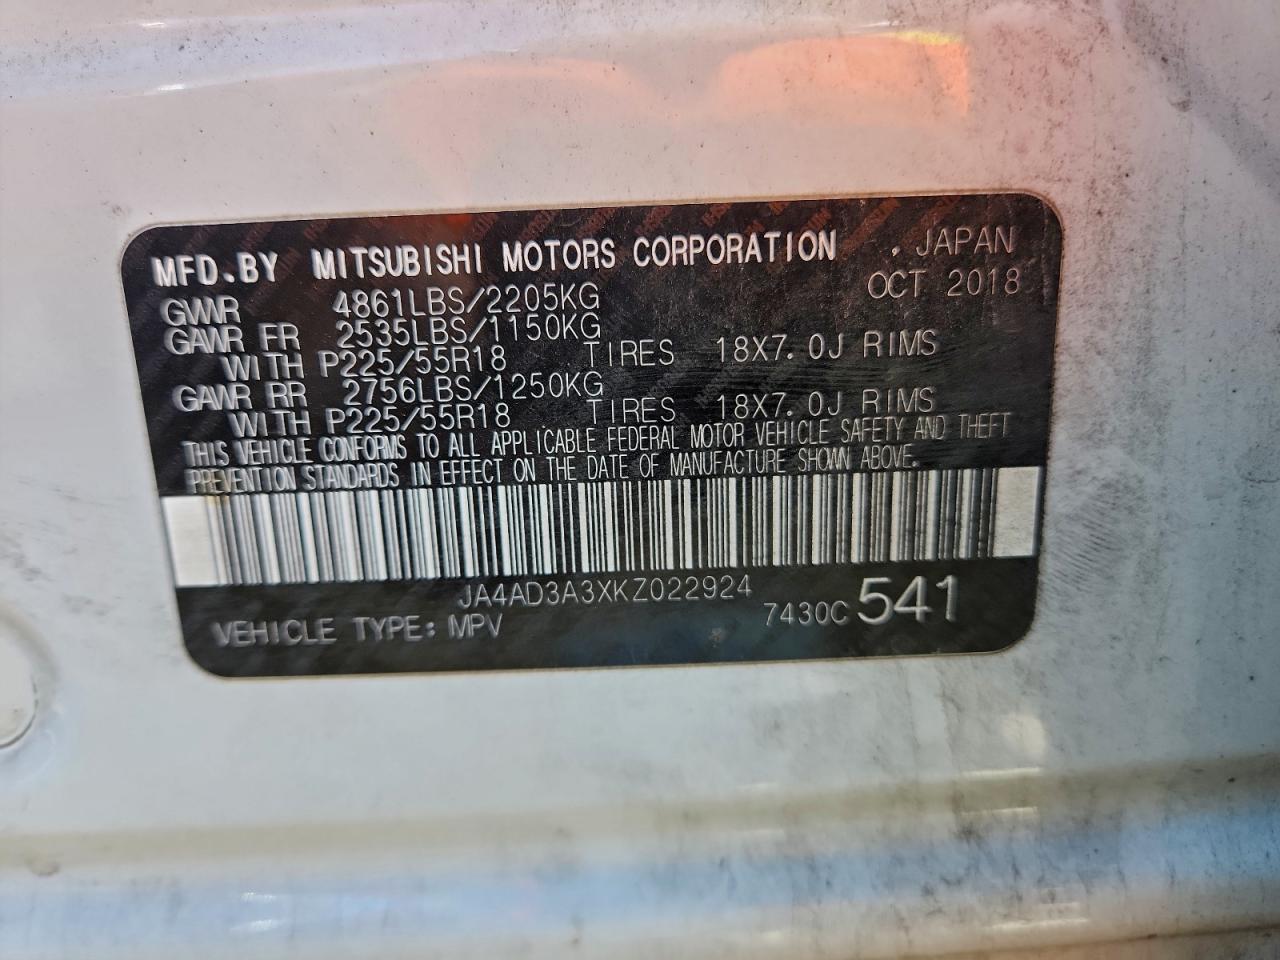 MFD.BY MITSUBISHI MOTORS CORPORATION , JAPAN
GVWR 4861LBS/2205KG OCT 2018
GAWR FR 2535LBS/1150KG
WITH P225/55R18 TIRES 18X7.0J RIMS
GAWR RR 2756LBS/1250KG
WITH P225/55R18 TIRES 18X7.0J RIMS
THIS VEHICLE CONFORMS TO ALL APPLICABLE FEDERAL MOTOR VEHICLE SAFETY AND THEFT
PREVENTION STANDARDS IN EFFECT ON THE DATE OF MANUFACTURE SHOWN ABOVE.
JA4AD3A3XKZ022924
VEHICLE TYPE: MPV 7430C 541